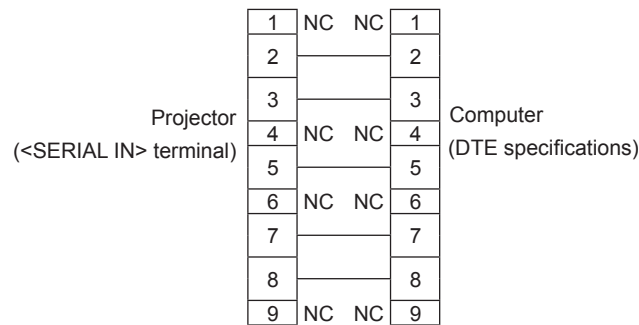 1 NC NC 1
2 2
3 3
Projector
(<SERIAL IN> terminal)
4 NC NC 4
Computer
(DTE specifications)
5 5
6 NC NC 6
7 7
8 8
9 NC NC 9